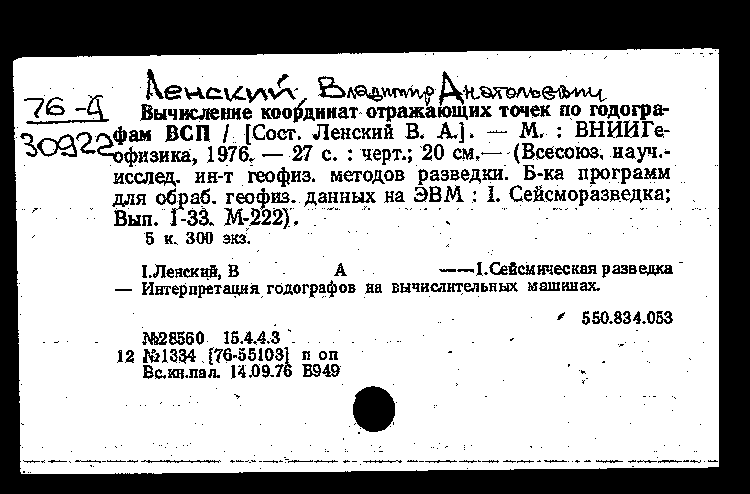 Ленский, Владимир Анатольевич
76-4
30922
Вычисление координат отражающих точек по годогра-
фам ВСП / [Сост. Ленский В. А.]. — М. : ВНИИГе-
офизика, 1976. — 27 с. : черт.; 20 см.— (Всесоюз. науч.-
исслед. ин-т геофиз. методов разведки. Б-ка программ
для обраб. геофиз. данных на ЭВМ : I. Сейсморазведка;
Вып. I-33. М-222).
5 к. 300 экз.
I.Ленский, В А ——I.Сейсмическая разведка
— Интерпретация годографов на вычислительных машинах.
550.834.053
№28560 15.4.4.3
12 №1334 [76-55103] п оп
Вс.кн.пал. 14.09.76 В949